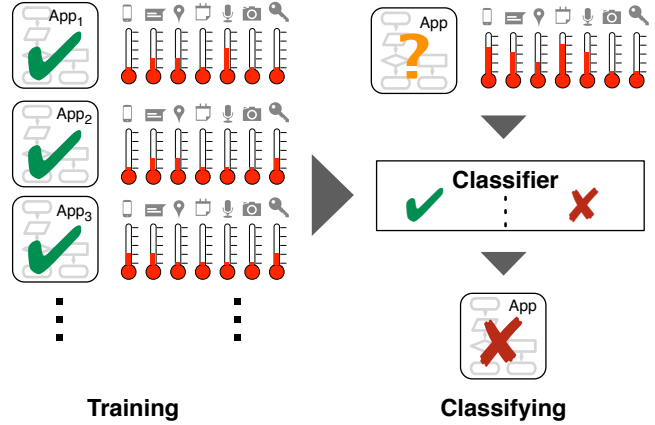 App1
App2
App3
App
?
Classifier
App
Training
Classifying